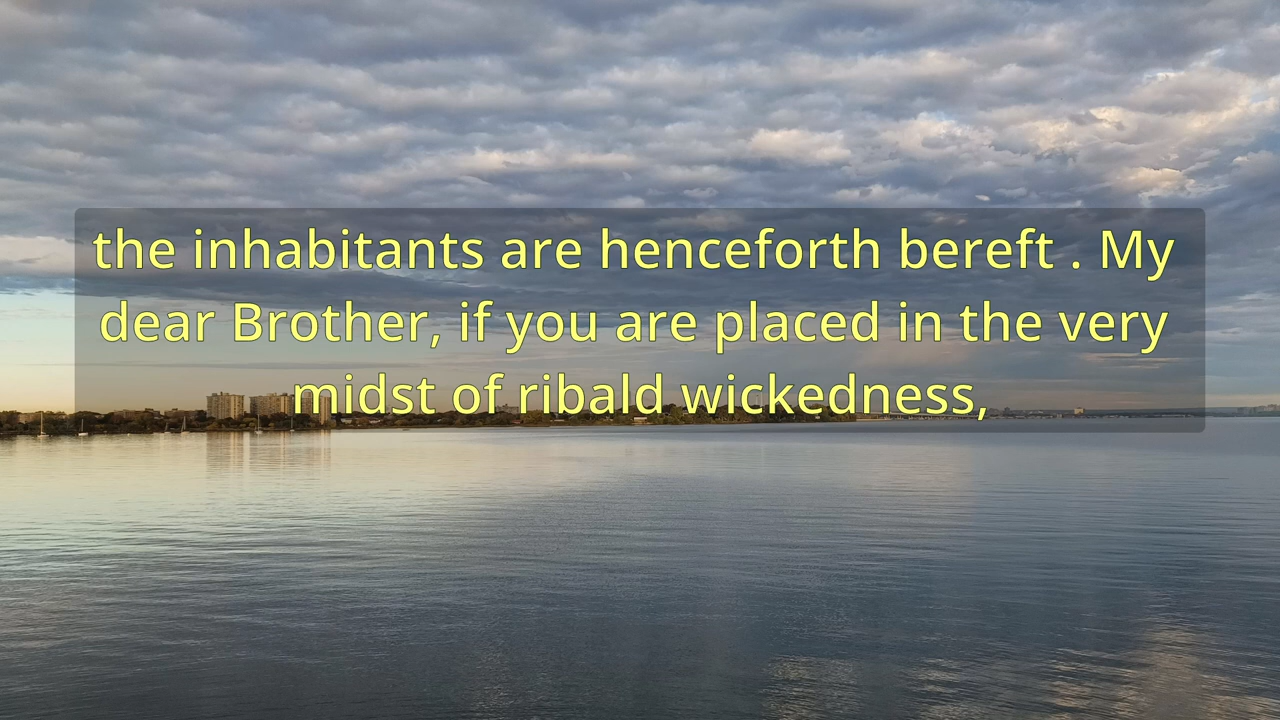 the inhabitants are henceforth bereft . My
dear Brother, if you are placed in the very
midst of ribald wickedness,